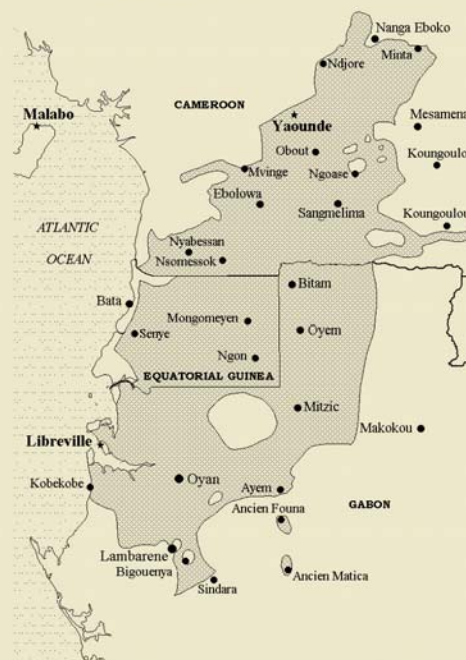 Nanga Eboko
Minta
Ndjore
CAMEROON
Malabo
Yaounde
Mesamena
Obout
Koungoulou
Mvinge
Ngoase
Ebolowa
Sangmelima
Koungoulou
ATLANTIC
OCEAN
Nyabessan
Nsomessok
Bitam
Bata
Mongomeyen
Senye
Öyem
Ngon
EQUATORIAL GUINEA
Mitzic
Makokou
Libreville
Kobekobe
Oyan
Ayem
GABON
Ancien Founa
Lambarene
Bigouenya
Ancien Matica
Sindara